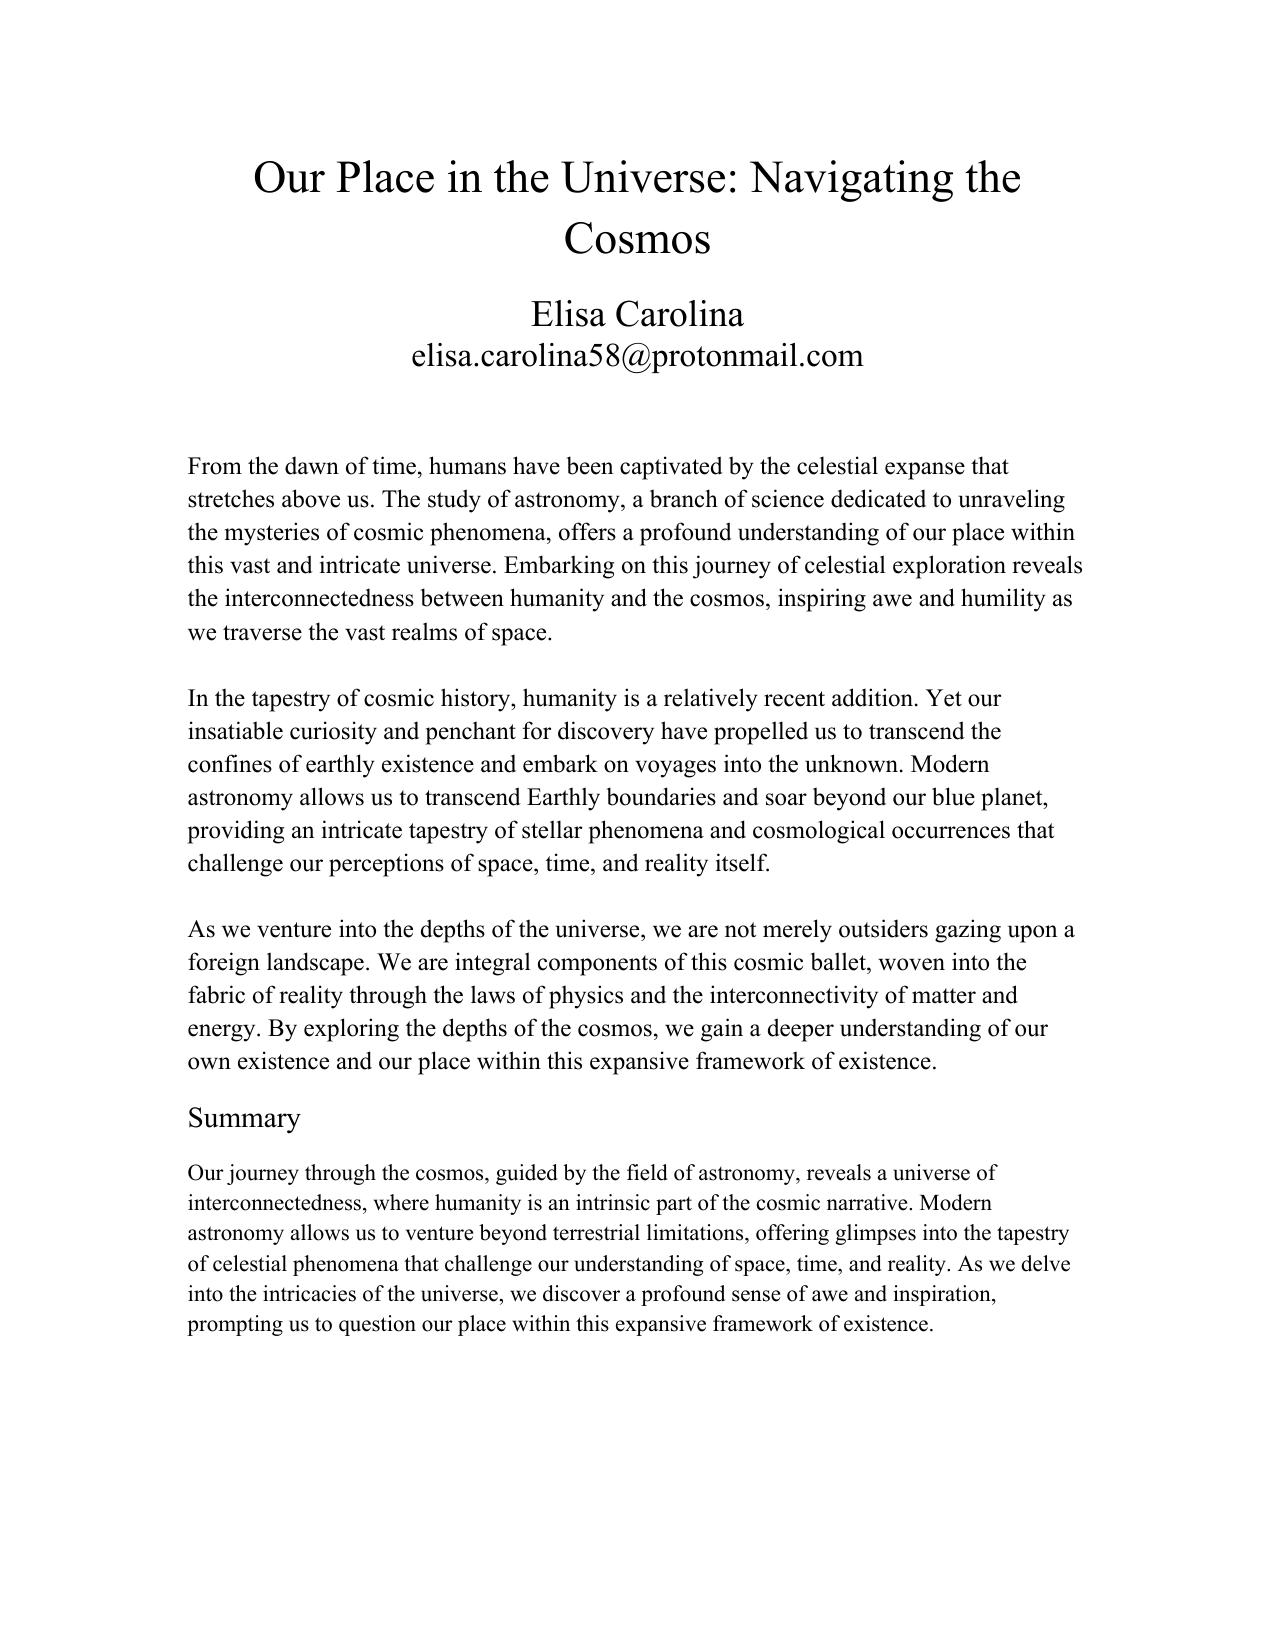 Our Place in the Universe: Navigating the
Cosmos
Elisa Carolina
elisa.carolina58@protonmail.com
From the dawn of time, humans have been captivated by the celestial expanse that
stretches above us. The study of astronomy, a branch of science dedicated to unraveling
the mysteries of cosmic phenomena, offers a profound understanding of our place within
this vast and intricate universe. Embarking on this journey of celestial exploration reveals
the interconnectedness between humanity and the cosmos, inspiring awe and humility as
we traverse the vast realms of space.
In the tapestry of cosmic history, humanity is a relatively recent addition. Yet our
insatiable curiosity and penchant for discovery have propelled us to transcend the
confines of earthly existence and embark on voyages into the unknown. Modern
astronomy allows us to transcend Earthly boundaries and soar beyond our blue planet,
providing an intricate tapestry of stellar phenomena and cosmological occurrences that
challenge our perceptions of space, time, and reality itself.
As we venture into the depths of the universe, we are not merely outsiders gazing upon a
foreign landscape. We are integral components of this cosmic ballet, woven into the
fabric of reality through the laws of physics and the interconnectivity of matter and
energy. By exploring the depths of the cosmos, we gain a deeper understanding of our
own existence and our place within this expansive framework of existence.
Summary
Our journey through the cosmos, guided by the field of astronomy, reveals a universe of
interconnectedness, where humanity is an intrinsic part of the cosmic narrative. Modern
astronomy allows us to venture beyond terrestrial limitations, offering glimpses into the tapestry
of celestial phenomena that challenge our understanding of space, time, and reality. As we delve
into the intricacies of the universe, we discover a profound sense of awe and inspiration,
prompting us to question our place within this expansive framework of existence.